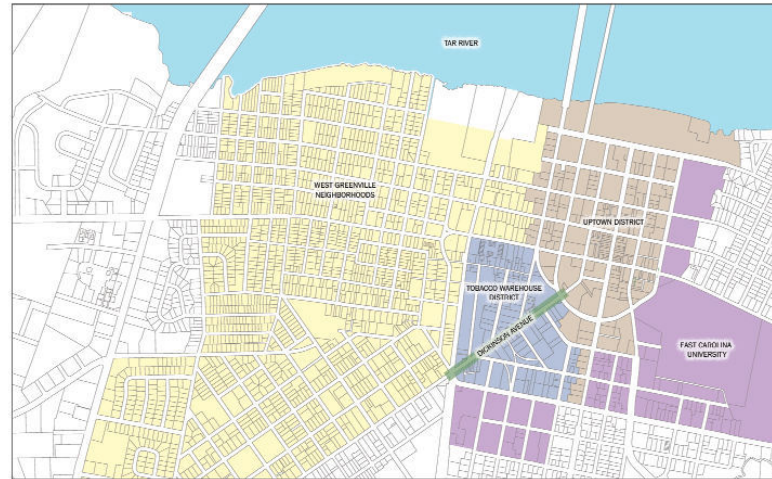 TAR RIVER
WEST GREENVILLE
NEIGHBORHOODS
UPTOWN DISTRICT
TOBACCO WAREHOUSE
DISTRICT
DICKINSON AVENUE
EAST CAROLINA
UNIVERSITY